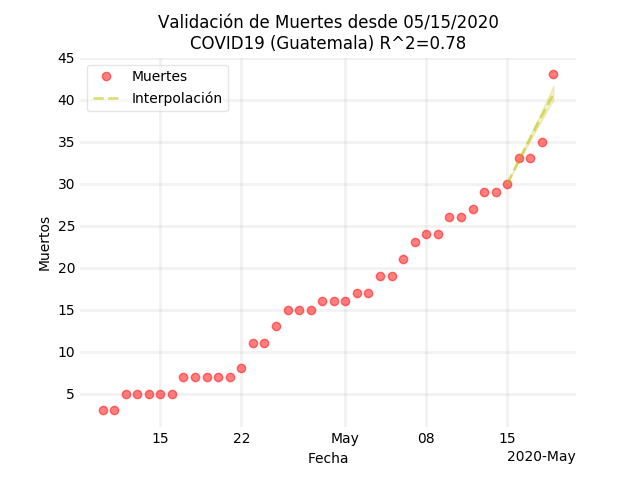 Validación de Muertes desde 05/15/2020
COVID19 (Guatemala) R^2=0.78
Muertes
Interpolación
45
40
35
30
25
20
15
10
5
Muertos
15
22
May
08
15
Fecha
2020-May